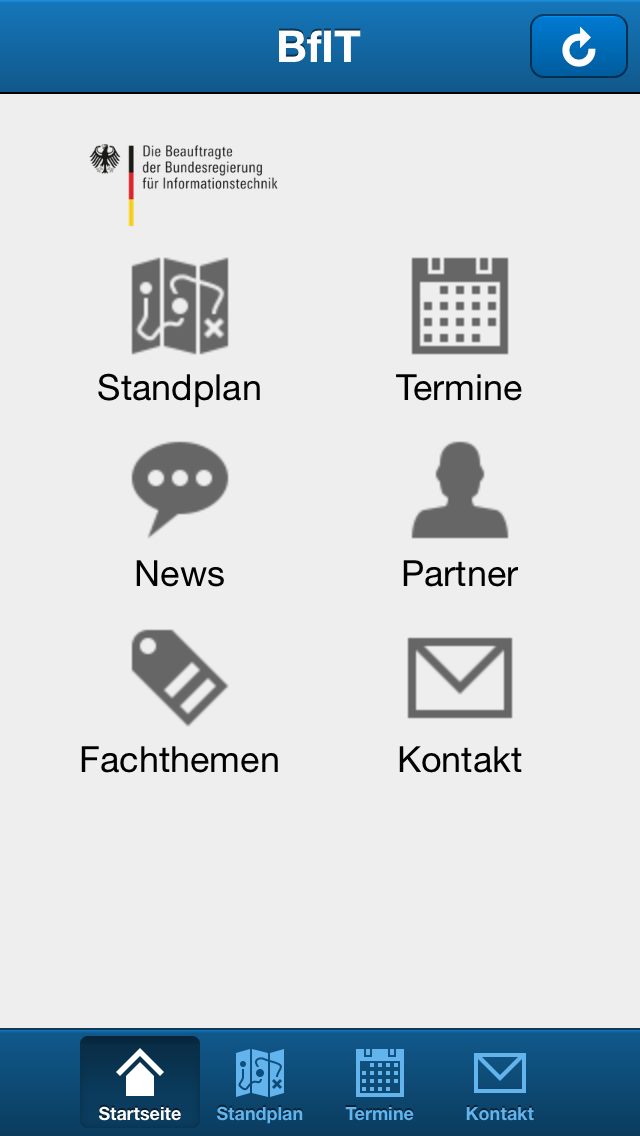 BfIT
Die Beauftragte
der Bundesregierung
für Informationstechnik
Standplan
Termine
News
Partner
Fachthemen
Kontakt
Startseite
Standplan
Termine
Kontakt